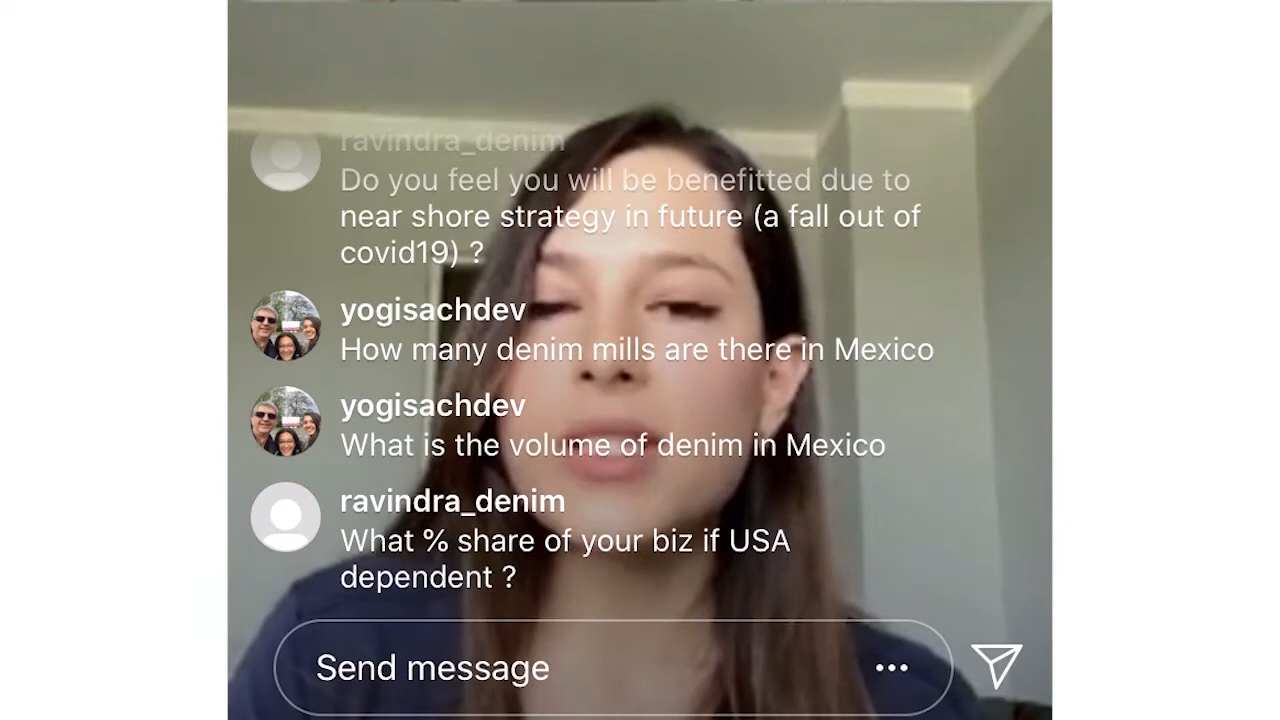 ravindra_denim
Do you feel you will be benefitted due to
near shore strategy in future (a fall out of
covid19) ?
yogisachdev
How many denim mills are there in Mexico
yogisachdev
What is the volume of denim in Mexico
ravindra_denim
What % share of your biz if USA
dependent ?
Send message